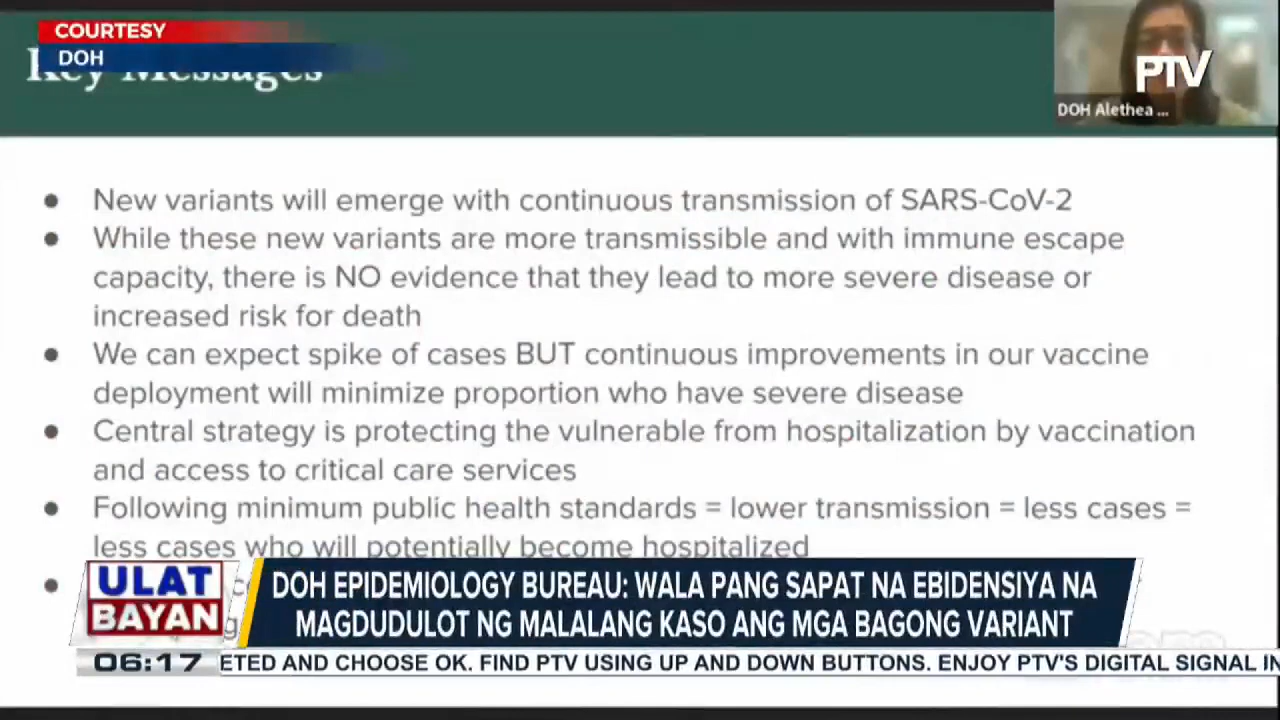 COURTESY
DOH
Key Messages
PTV
DOH Alethea ...
● New variants will emerge with continuous transmission of SARS-CoV-2
● While these new variants are more transmissible and with immune escape
capacity, there is NO evidence that they lead to more severe disease or
increased risk for death
● We can expect spike of cases BUT continuous improvements in our vaccine
deployment will minimize proportion who have severe disease
● Central strategy is protecting the vulnerable from hospitalization by vaccination
and access to critical care services
● Following minimum public health standards = lower transmission = less cases =
less cases who will potentially become hospitalized
●
ULAT
BAYAN
DOH EPIDEMIOLOGY BUREAU: WALA PANG SAPAT NA EBIDENSIYA NA
MAGDUDULOT NG MALALANG KASO ANG MGA BAGONG VARIANT
06:17
ETED AND CHOOSE OK. FIND PTV USING UP AND DOWN BUTTONS. ENJOY PTV'S DIGITAL SIGNAL IN